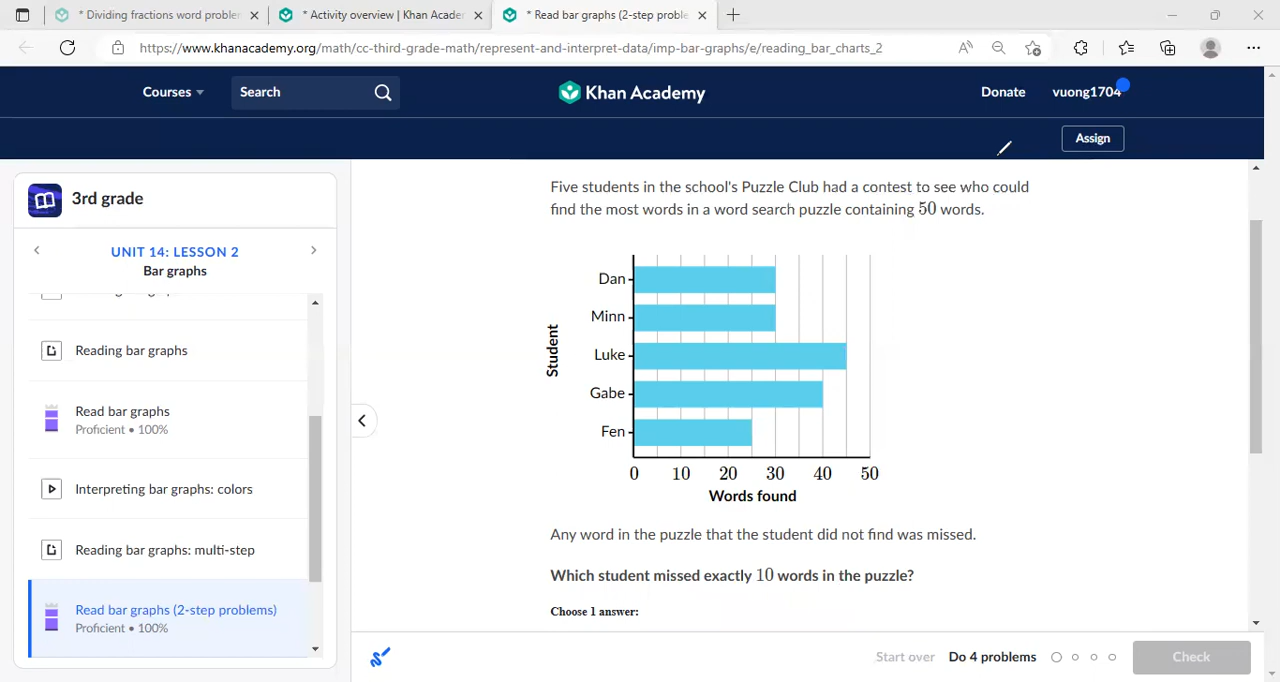 * Dividing fractions word proble
* Activity overview | Khan Acade
* Read bar graphs (2-step proble
https://www.khanacademy.org/math/cc-third-grade-math/represent-and-interpret-data/imp-bar-graphs/e/reading_bar_charts_2
Courses
Search
Khan Academy
Donate
vuong1704
Assign
3rd grade
UNIT 14: LESSON 2
Bar graphs
Reading bar graphs
Read bar graphs
Proficient • 100%
Interpreting bar graphs: colors
Reading bar graphs: multi-step
Read bar graphs (2-step problems)
Proficient • 100%
Five students in the school's Puzzle Club had a contest to see who could
find the most words in a word search puzzle containing 50 words.
Student
Dan
Minn
Luke
Gabe
Fen
0 10 20 30 40 50
Words found
Any word in the puzzle that the student did not find was missed.
Which student missed exactly 10 words in the puzzle?
Choose 1 answer:
Start over
Do 4 problems
Check